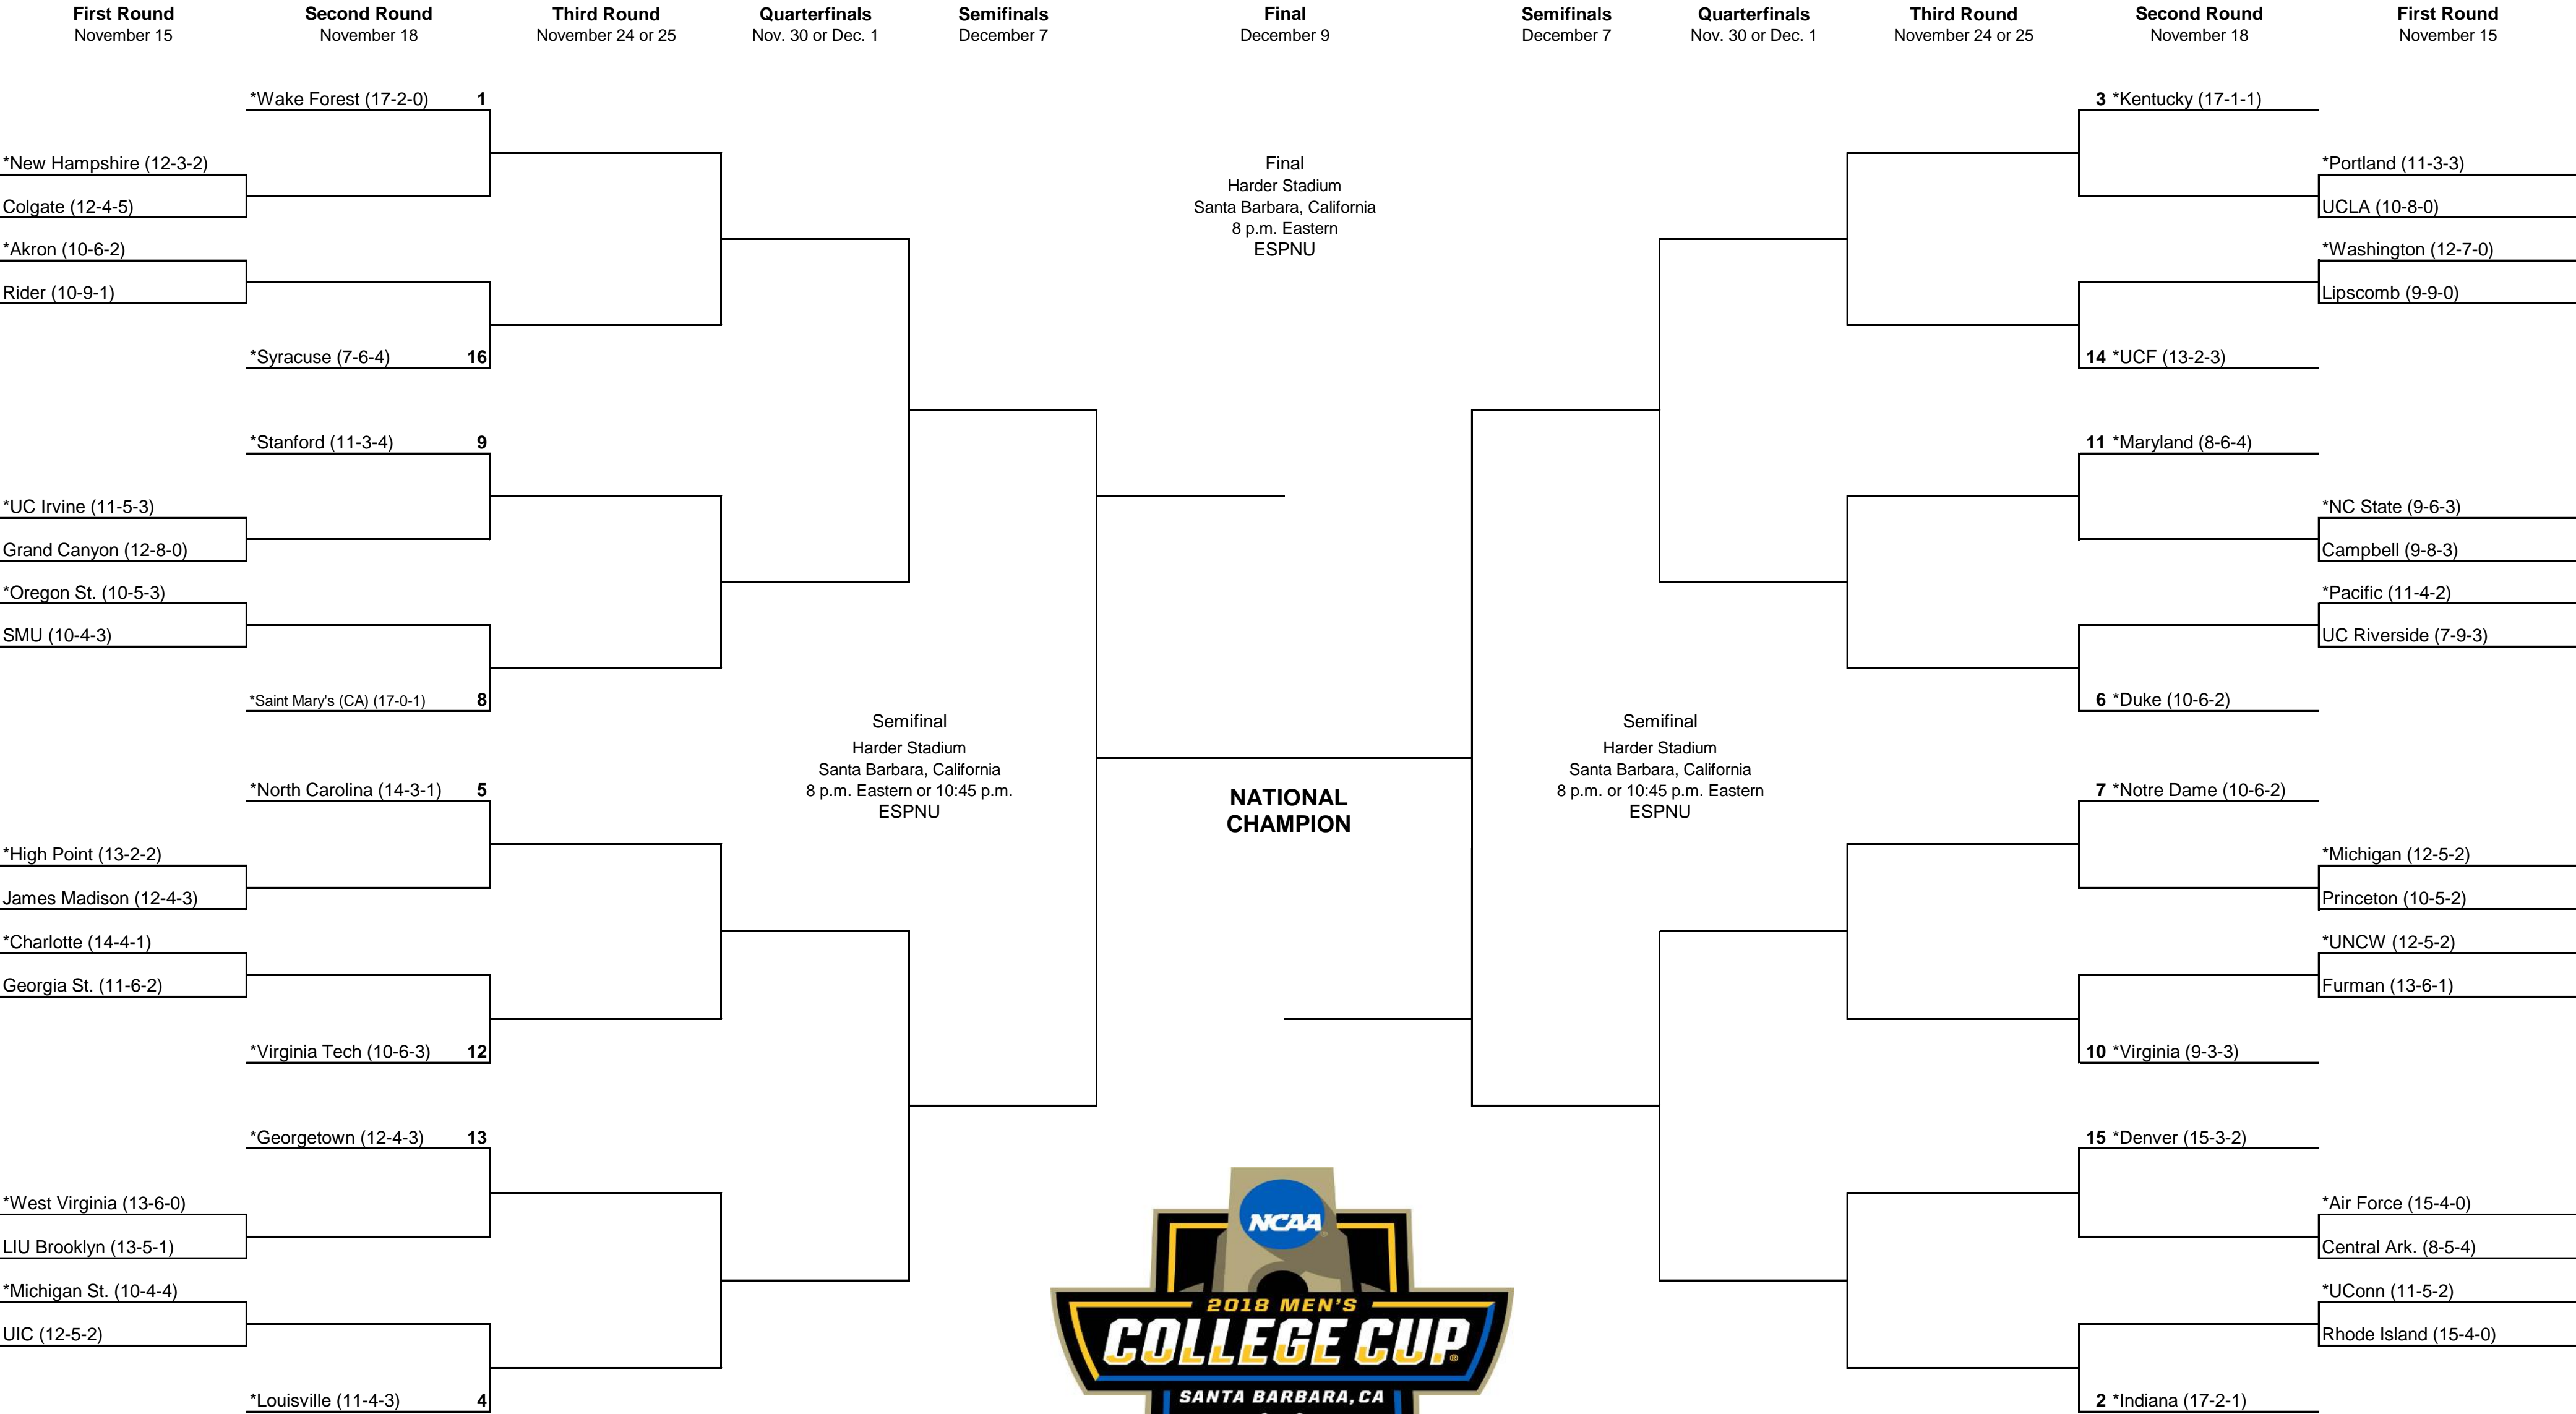 First Round
November 15
Second Round
November 18
Third Round
November 24 or 25
Quarterfinals
Nov. 30 or Dec. 1
Semifinals
December 7
Final
December 9
Semifinals
December 7
Quarterfinals
Nov. 30 or Dec. 1
Third Round
November 24 or 25
Second Round
November 18
First Round
November 15
*Wake Forest (17-2-0) 1
*New Hampshire (12-3-2)
Colgate (12-4-5)
*Akron (10-6-2)
Rider (10-9-1)
*Syracuse (7-6-4) 16
*Stanford (11-3-4) 9
*UC Irvine (11-5-3)
Grand Canyon (12-8-0)
*Oregon St. (10-5-3)
SMU (10-4-3)
*Saint Mary's (CA) (17-0-1) 8
*North Carolina (14-3-1) 5
*High Point (13-2-2)
James Madison (12-4-3)
*Charlotte (14-4-1)
Georgia St. (11-6-2)
*Virginia Tech (10-6-3) 12
*Georgetown (12-4-3) 13
*West Virginia (13-6-0)
LIU Brooklyn (13-5-1)
*Michigan St. (10-4-4)
UIC (12-5-2)
*Louisville (11-4-3) 4
Semifinal
Harder Stadium
Santa Barbara, California
8 p.m. Eastern or 10:45 p.m.
ESPNU
Final
Harder Stadium
Santa Barbara, California
8 p.m. Eastern
ESPNU
NATIONAL
CHAMPION
NCAA
2018 MEN'S
COLLEGE CUP®
SANTA BARBARA, CA
Semifinal
Harder Stadium
Santa Barbara, California
8 p.m. or 10:45 p.m. Eastern
ESPNU
3 *Kentucky (17-1-1)
*Portland (11-3-3)
UCLA (10-8-0)
*Washington (12-7-0)
Lipscomb (9-9-0)
14 *UCF (13-2-3)
11 *Maryland (8-6-4)
*NC State (9-6-3)
Campbell (9-8-3)
*Pacific (11-4-2)
UC Riverside (7-9-3)
6 *Duke (10-6-2)
7 *Notre Dame (10-6-2)
*Michigan (12-5-2)
Princeton (10-5-2)
*UNCW (12-5-2)
Furman (13-6-1)
10 *Virginia (9-3-3)
15 *Denver (15-3-2)
*Air Force (15-4-0)
Central Ark. (8-5-4)
*UConn (11-5-2)
Rhode Island (15-4-0)
2 *Indiana (17-2-1)